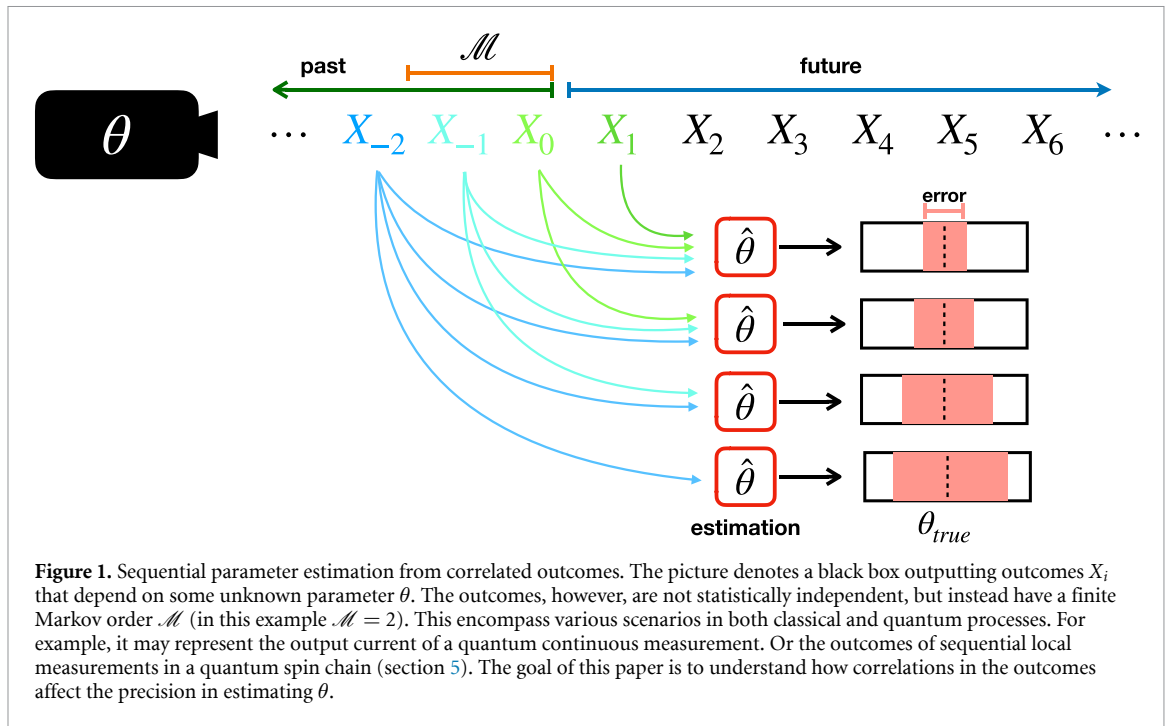 ℳ
past future
θ
⋯ X₋₂ X₋₁ X₀ X₁ X₂ X₃ X₄ X₅ X₆ ⋯
error
θ̂
θ̂
θ̂
θ̂
estimation θ_true
Figure 1. Sequential parameter estimation from correlated outcomes. The picture denotes a black box outputting outcomes Xᵢ
that depend on some unknown parameter θ. The outcomes, however, are not statistically independent, but instead have a finite
Markov order ℳ (in this example ℳ = 2). This encompass various scenarios in both classical and quantum processes. For
example, it may represent the output current of a quantum continuous measurement. Or the outcomes of sequential local
measurements in a quantum spin chain (section 5). The goal of this paper is to understand how correlations in the outcomes
affect the precision in estimating θ.